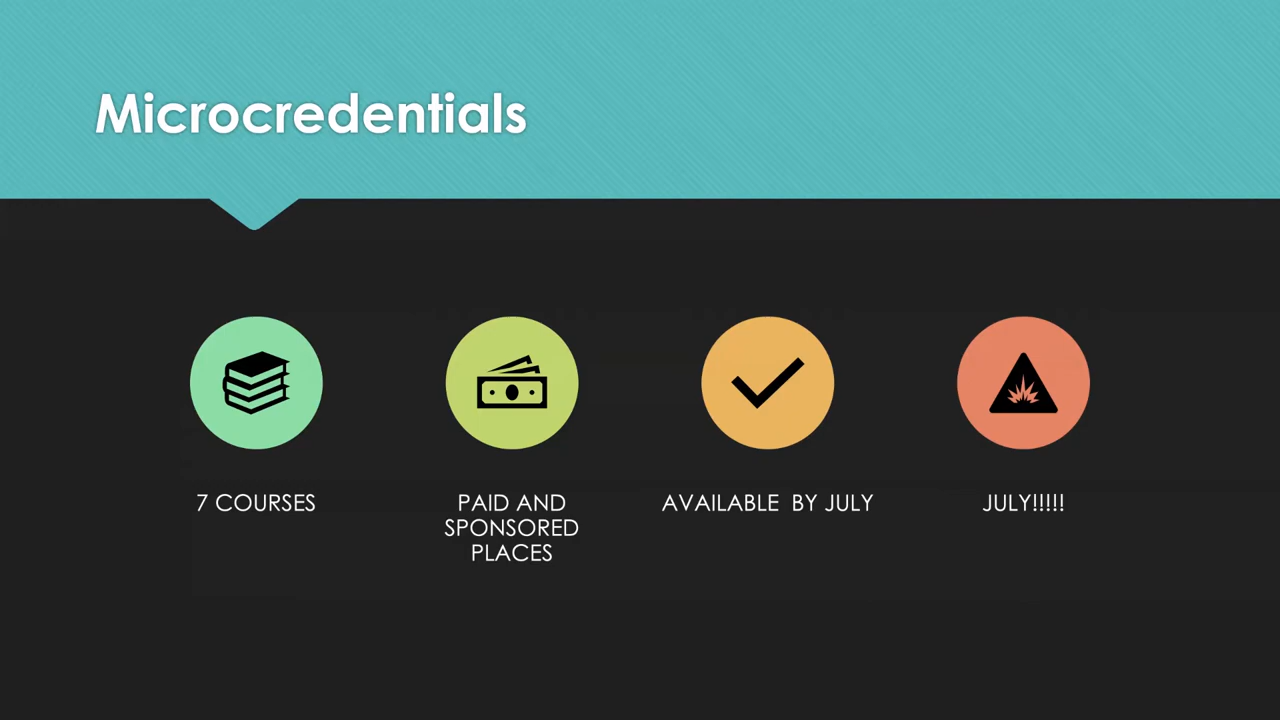 Microcredentials
7 COURSES
PAID AND
SPONSORED
PLACES
AVAILABLE  BY JULY
JULY!!!!!